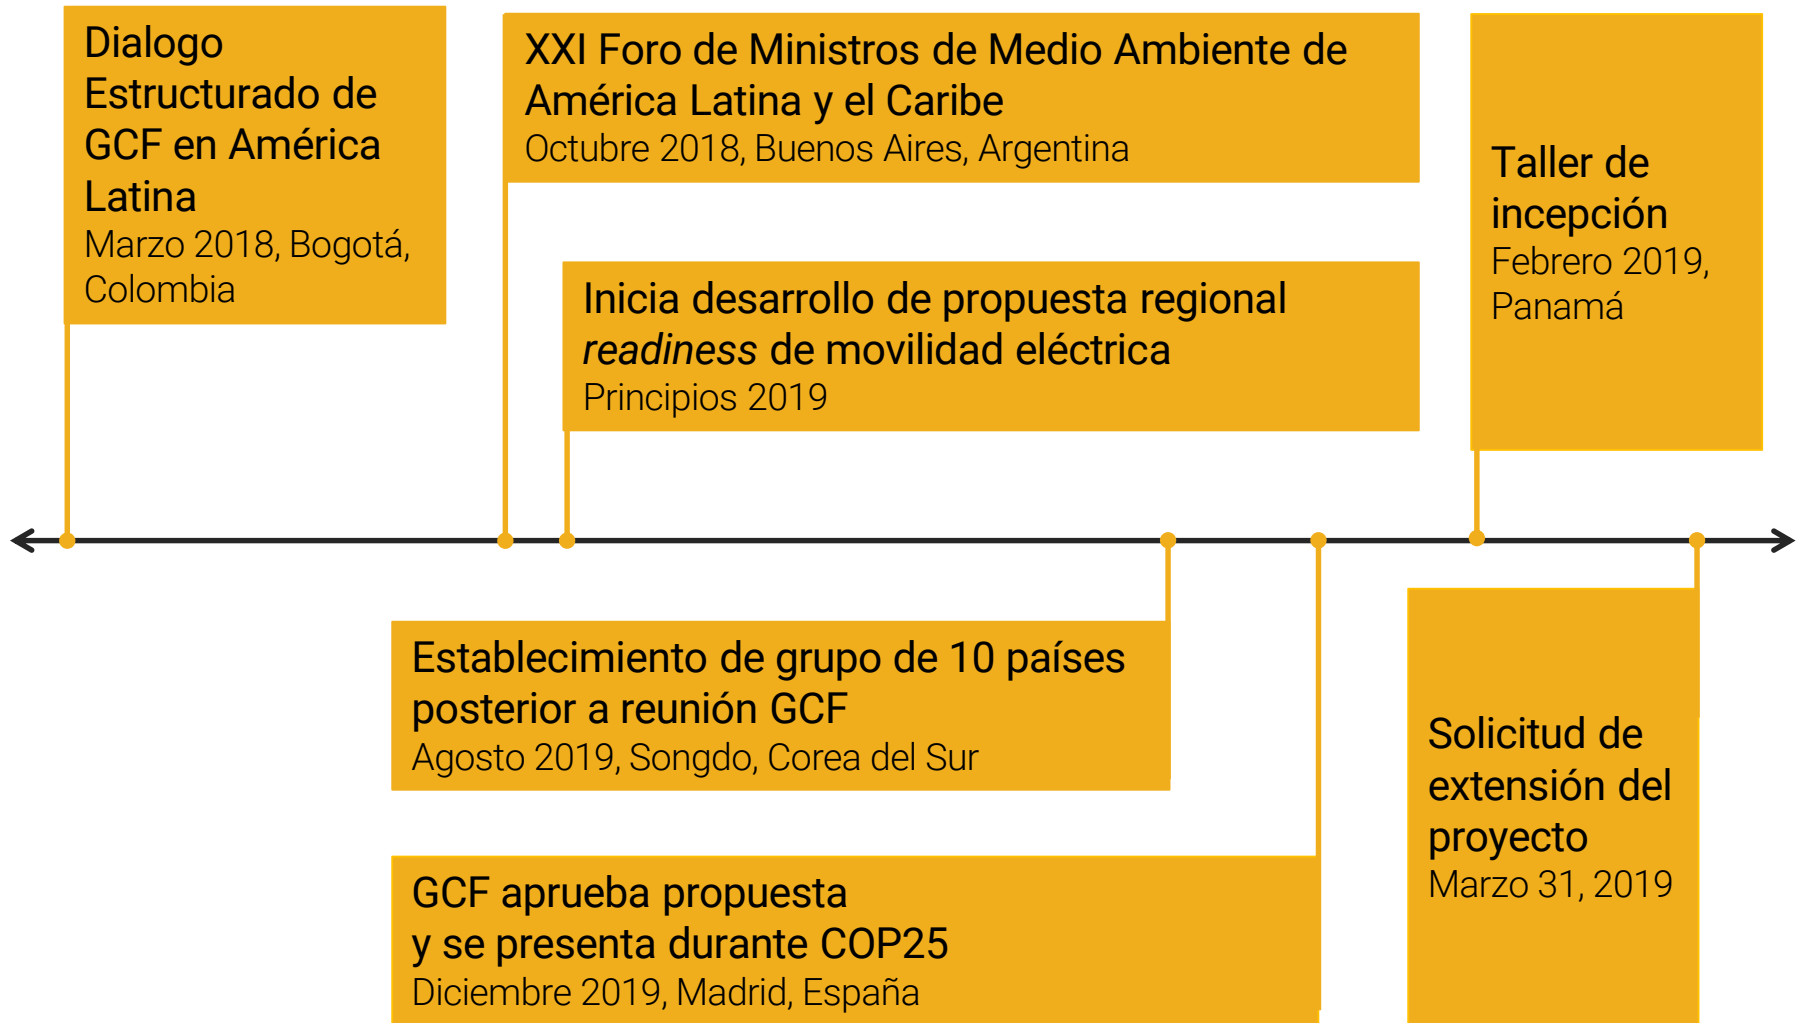 Dialogo
Estructurado de
GCF en América
Latina
Marzo 2018, Bogotá,
Colombia
XXI Foro de Ministros de Medio Ambiente de
América Latina y el Caribe
Octubre 2018, Buenos Aires, Argentina
Inicia desarrollo de propuesta regional
readiness de movilidad eléctrica
Principios 2019
Taller de
incepción
Febrero 2019,
Panamá
Establecimiento de grupo de 10 países
posterior a reunión GCF
Agosto 2019, Songdo, Corea del Sur
GCF aprueba propuesta
y se presenta durante COP25
Diciembre 2019, Madrid, España
Solicitud de
extensión del
proyecto
Marzo 31, 2019